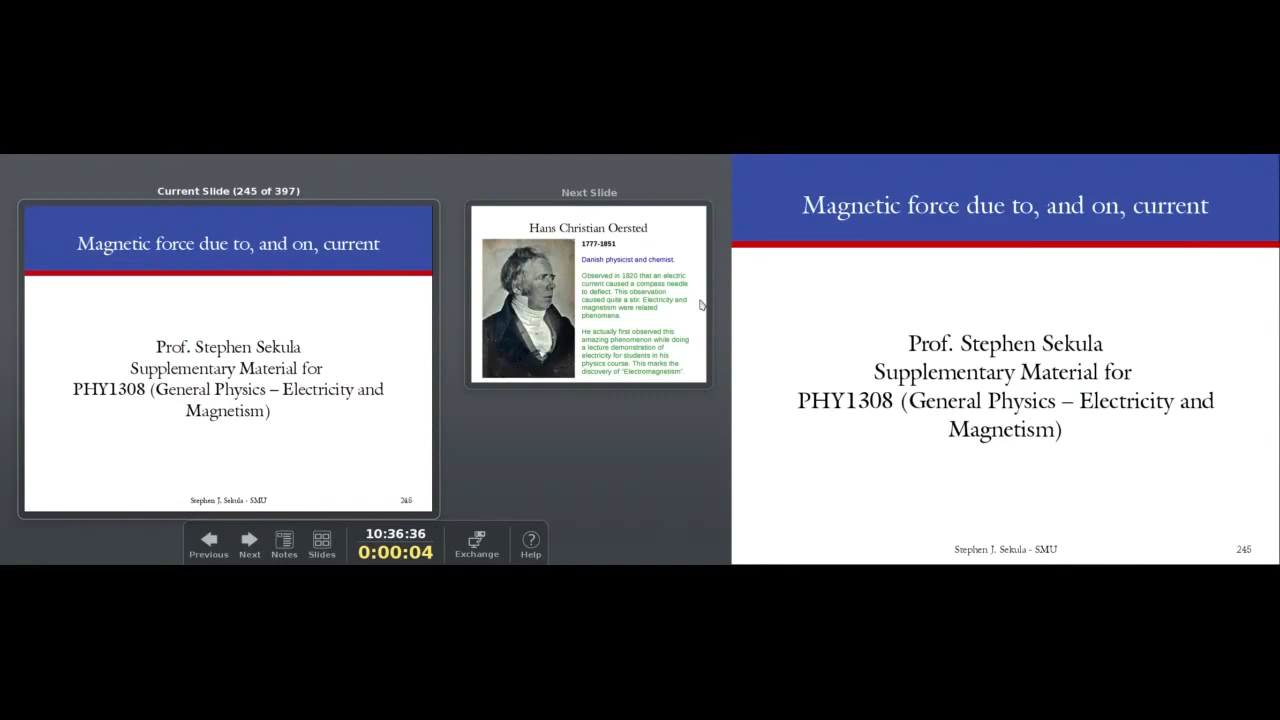 Current Slide (245 of 397)
Magnetic force due to, and on, current
Prof. Stephen Sekula
Supplementary Material for
PHY1308 (General Physics – Electricity and
Magnetism)
Stephen J. Sekula - SMU
245
Next Slide
Hans Christian Oersted
1777-1851
Danish physicist and chemist.
Observed in 1820 that an electric
current caused a compass needle
to deflect. This observation
caused quite a stir. Electricity and
magnetism were related
phenomena.
He actually first observed this
amazing phenomenon while doing
a lecture demonstration of
electricity for students in his
physics course. This marks the
discovery of "Electromagnetism".
Previous
Next
Notes
Slides
10:36:36
0:00:04
Exchange
Help
Magnetic force due to, and on, current
Prof. Stephen Sekula
Supplementary Material for
PHY1308 (General Physics – Electricity and
Magnetism)
Stephen J. Sekula - SMU
245